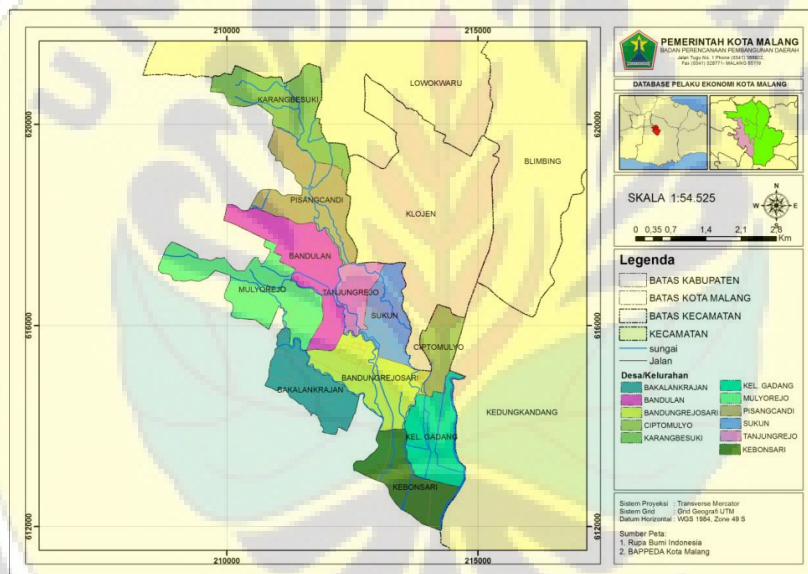 210000
215000
620000
620000
616000
616000
612000
612000
210000
215000
KARANGBESUKI
LOWOKWARU
BLIMBING
PISANGCANDI
KLOJEN
BANDULAN
MULYOREJO
TANJUNGREJO
SUKUN
CIPTOMULYO
BANDUNGREJOSARI
BAKALANKRAJAN
KEDUNGKANDANG
KEL. GADANG
KEBONSARI
PEMERINTAH KOTA MALANG
BADAN PERENCANAAN PEMBANGUNAN DAERAH
DATABASE PELAKU EKONOMI KOTA MALANG
SKALA 1:54.525
N
W E
S
0 0,35 0,7 1,4 2,1 2,8
Km
Legenda
BATAS KABUPATEN
BATAS KOTA MALANG
BATAS KECAMATAN
KECAMATAN
sungai
Jalan
Desa/Kelurahan
BAKALANKRAJAN
BANDULAN
BANDUNGREJOSARI
CIPTOMULYO
KARANGBESUKI
KEL. GADANG
MULYOREJO
PISANGCANDI
SUKUN
TANJUNGREJO
KEBONSARI
Sistem Proyeksi : Transverse Mercator
Sistem Grid : Grid Geografi UTM
Datum Horizontal : WGS 1984, Zone 49 S
Sumber Peta:
1. Rupa Bumi Indonesia
2. BAPPEDA Kota Malang